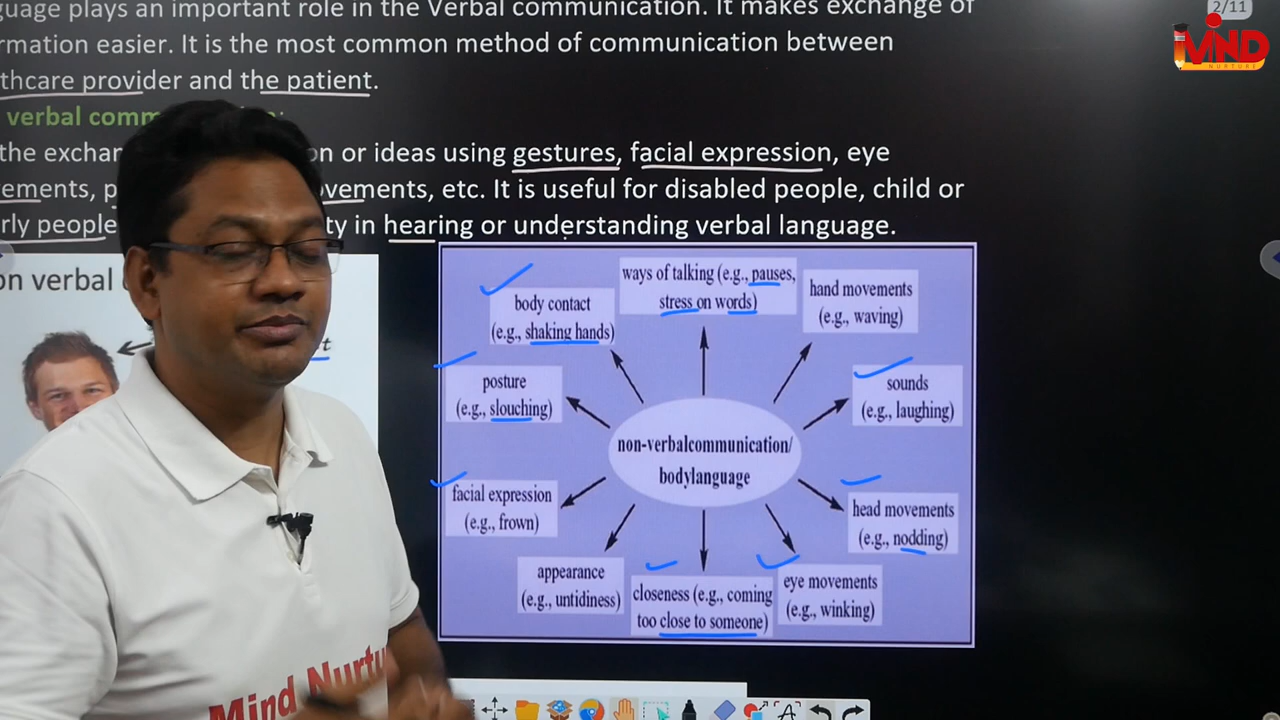 guage plays an important role in the Verbal communication. It makes exchange of
rmation easier. It is the most common method of communication between
thcare provider and the patient.
verbal comm
the exchan on or ideas using gestures, facial expression, eye
ements, p ovements, etc. It is useful for disabled people, child or
rly people ty in hearing or understanding verbal language.
2/11
MIND
NURTURE
on verbal
ways of talking (e.g., pauses,
stress on words)
body contact
(e.g., shaking hands)
hand movements
(e.g., waving)
posture
(e.g., slouching)
sounds
(e.g., laughing)
non-verbalcommunication/
bodylanguage
facial expression
(e.g., frown)
head movements
(e.g., nodding)
appearance
(e.g., untidiness)
closeness (e.g., coming
too close to someone)
eye movements
(e.g., winking)
Mind Nurtu